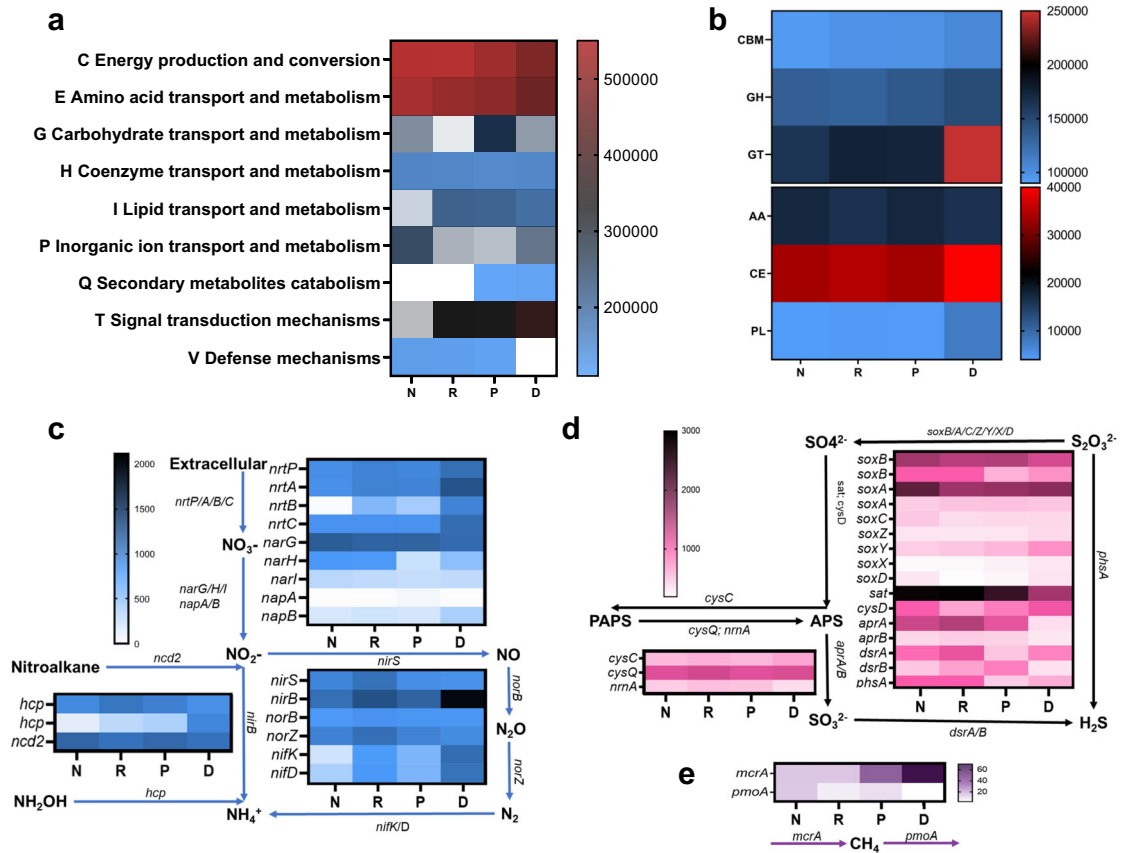 a
C Energy production and conversion
E Amino acid transport and metabolism
G Carbohydrate transport and metabolism
H Coenzyme transport and metabolism
I Lipid transport and metabolism
P Inorganic ion transport and metabolism
Q Secondary metabolites catabolism
T Signal transduction mechanisms
V Defense mechanisms
N R P D
500000
400000
300000
200000
b
CBM
GH
GT
AA
CE
PL
N R P D
250000
200000
150000
100000
40000
30000
20000
10000
c
2000
1500
1000
500
0
Extracellular
nrtP/A/B/C
NO3-
narG/H/I
napA/B
NO2-
nrtP
nrtA
nrtB
nrtC
narG
narH
narI
napA
napB
N R P D
Nitroalkane
ncd2
nirS
NO
hcp
hcp
ncd2
N R P D
nirB
nirS
nirB
norB
norZ
nifK
nifD
N R P D
norB
N2O
norZ
NH2OH
hcp
NH4+
nifK/D
N2
d
3000
2000
1000
SO4²⁻
soxB/A/C/Z/Y/X/D
S2O3²⁻
sat; cysD
soxB
soxB
soxA
soxA
soxC
soxZ
soxY
soxX
soxD
sat
cysD
aprA
aprB
dsrA
dsrB
phsA
N R P D
phsA
cysC
PAPS
APS
cysQ; nrnA
aprA/B
cysC
cysQ
nrnA
N R P D
SO3²⁻
dsrA/B
H2S
e
mcrA
pmoA
N R P D
60
40
20
mcrA
CH4
pmoA